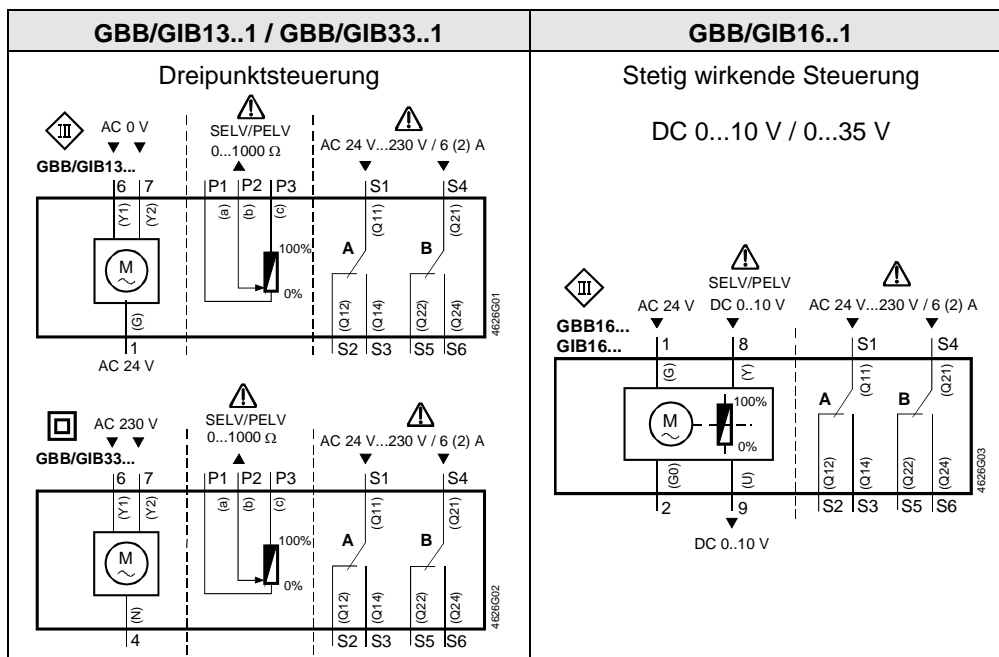 GBB/GIB13..1 / GBB/GIB33..1
Dreipunktsteuerung
AC 0 V
SELV/PELV
0...1000 Ω
AC 24 V...230 V / 6 (2) A
III
GBB/GIB13...
6 7 P1 P2 P3 S1 S4
(Y1) (Y2) (a) (b) (c) (Q11) (Q21)
A B
100%
M
~
0%
(G) (Q12) (Q14) (Q22) (Q24)
1 S2 S3 S5 S6
AC 24 V
4626G01
AC 230 V
SELV/PELV
0...1000 Ω
AC 24 V...230 V / 6 (2) A
GBB/GIB33...
6 7 P1 P2 P3 S1 S4
(Y1) (Y2) (a) (b) (c) (Q11) (Q21)
A B
100%
M
~
0%
(N) (Q12) (Q14) (Q22) (Q24)
4 S2 S3 S5 S6
4626G02
GBB/GIB16..1
Stetig wirkende Steuerung
DC 0...10 V / 0...35 V
III
SELV/PELV
AC 24 V DC 0..10 V AC 24 V...230 V / 6 (2) A
GBB16...
GIB16...
1 8 S1 S4
(G) (Y) (Q11) (Q21)
100%
A B
M
~
0%
(G0) (U) (Q12) (Q14) (Q22) (Q24)
2 9 S2 S3 S5 S6
DC 0..10 V
4626G03